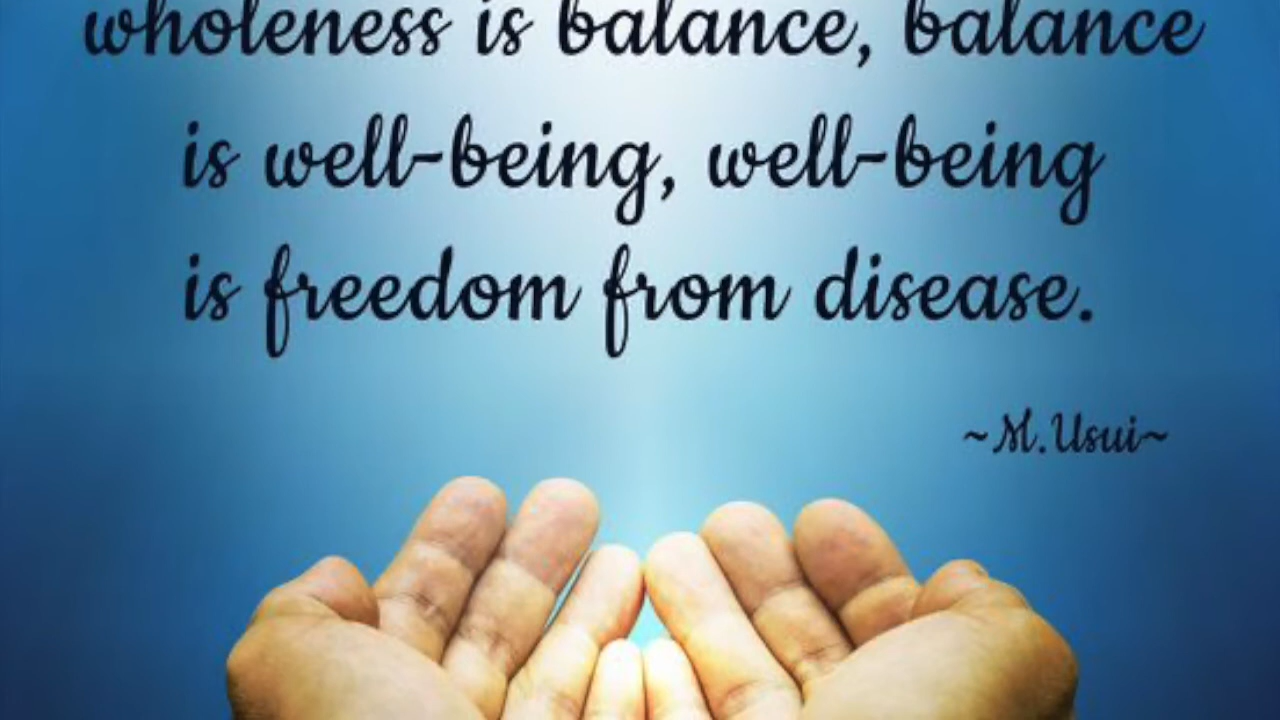 wholeness is balance, balance
is well-being, well-being
is freedom from disease.
~M.Usui~